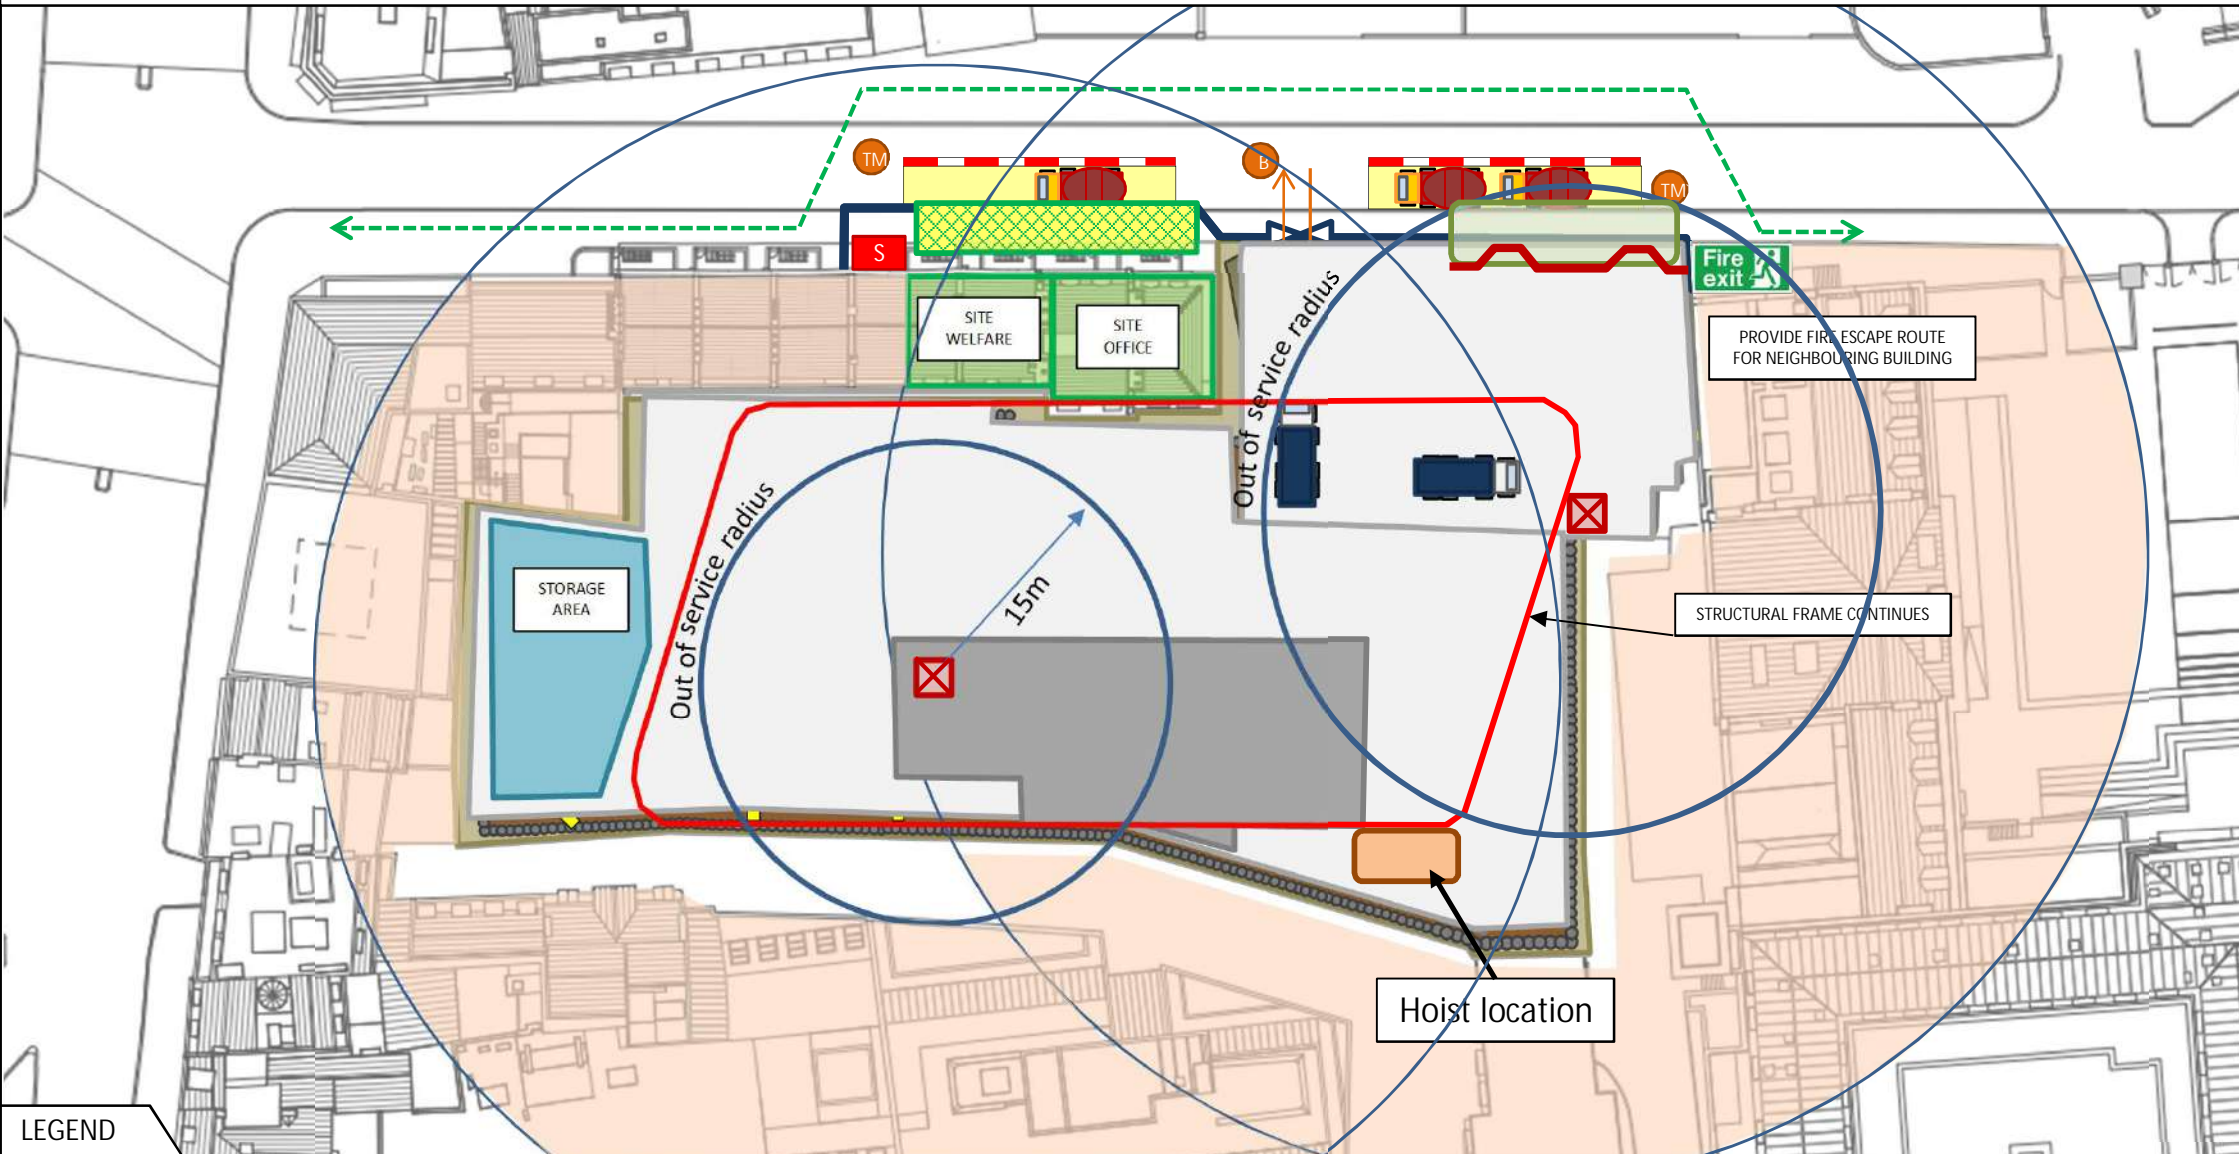 TM
B
TM
S
Fire
exit
SITE
WELFARE
SITE
OFFICE
PROVIDE FIRE ESCAPE ROUTE
FOR NEIGHBOURING BUILDING
Out of service radius
B
Out of service radius
15m
STORAGE
AREA
STRUCTURAL FRAME CONTINUES
Hoist location
LEGEND